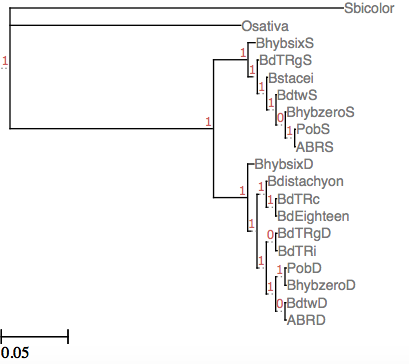 Sbicolor
1
Osativa
BhybsixS
1
BdTRgS
1
Bstacei
1
BdtwS
1
BhybzeroS
0
PobS
1
1
ABRS
BhybsixD
1
Bdistachyon
1
BdTRc
1
BdEighteen
1
BdTRgD
0
BdTRi
1
PobD
1
BhybzeroD
1
BdtwD
0
ABRD
0.05